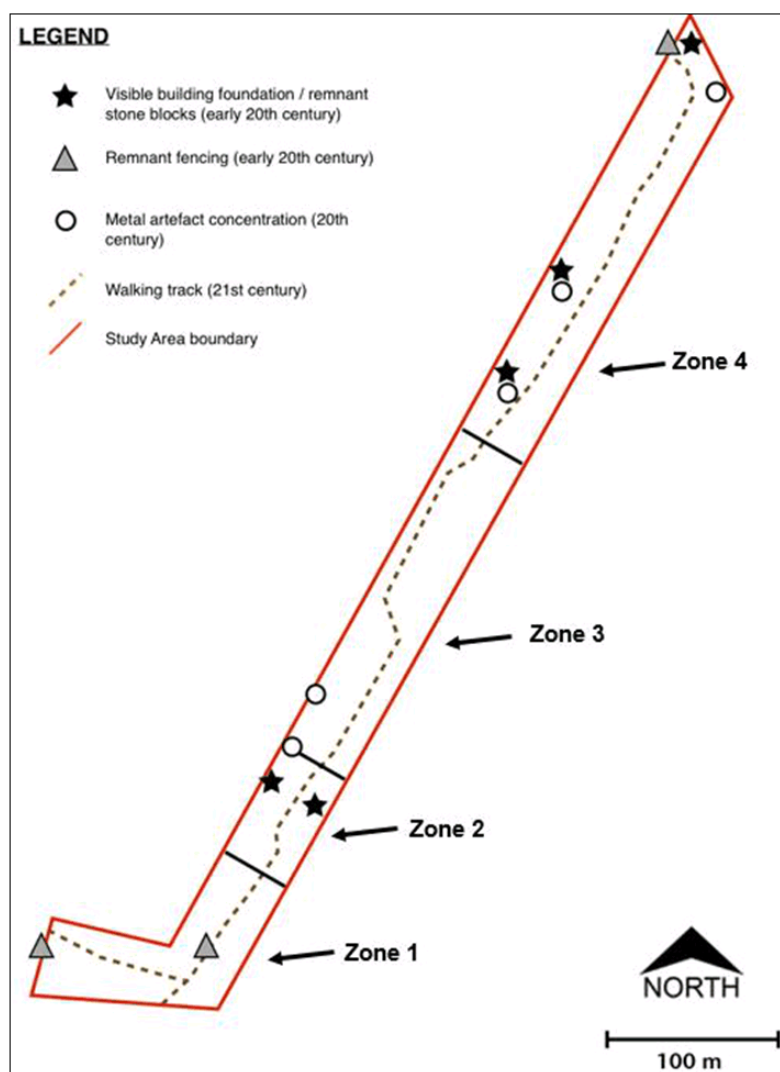 LEGEND
Visible building foundation / remnant
stone blocks (early 20th century)
Remnant fencing (early 20th century)
Metal artefact concentration (20th
century)
Walking track (21st century)
Study Area boundary
Zone 4
Zone 3
Zone 2
Zone 1
NORTH
100 m